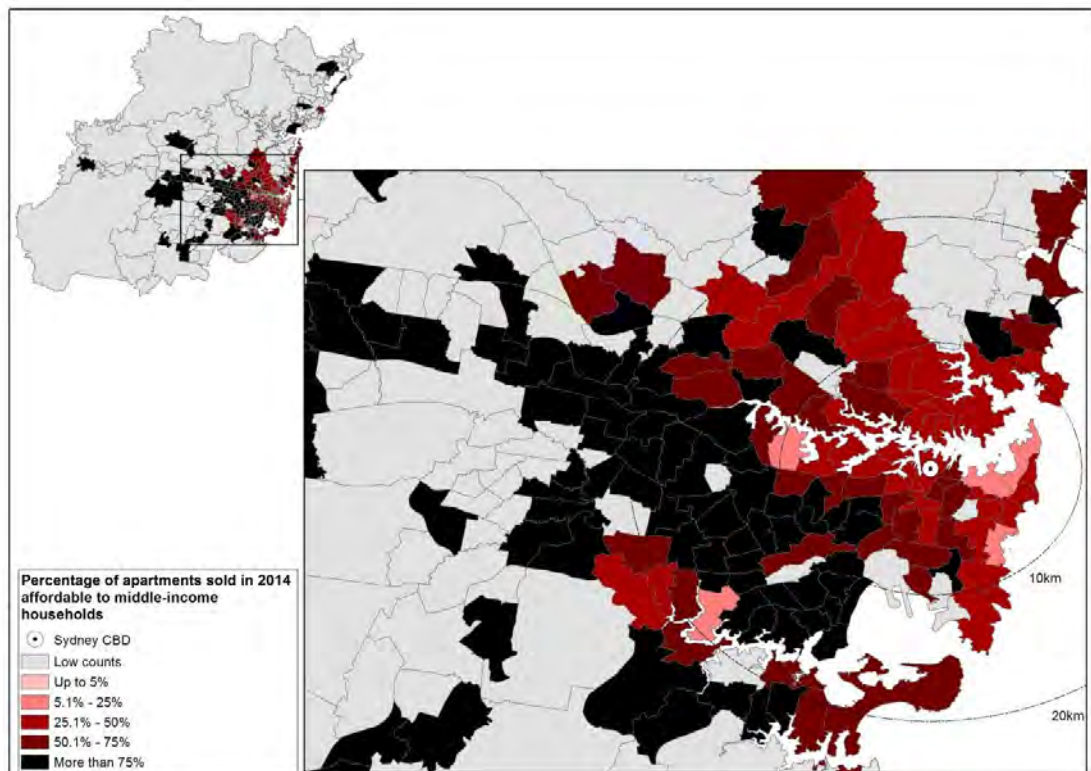 10km
20km
Percentage of apartments sold in 2014
affordable to middle-income
households
Sydney CBD
Low counts
Up to 5%
5.1% - 25%
25.1% - 50%
50.1% - 75%
More than 75%